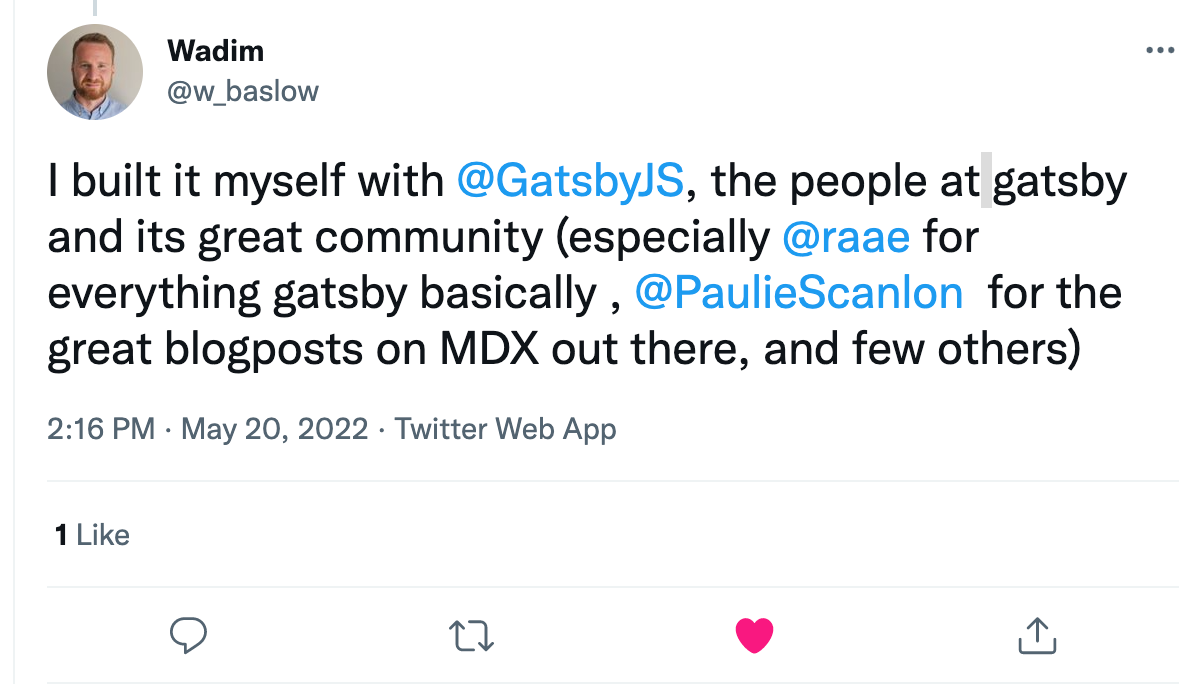 Wadim
@w_baslow
I built it myself with @GatsbyJS, the people at gatsby
and its great community (especially @raae for
everything gatsby basically , @PaulieScanlon  for the
great blogposts on MDX out there, and few others)
2:16 PM · May 20, 2022 · Twitter Web App
1 Like